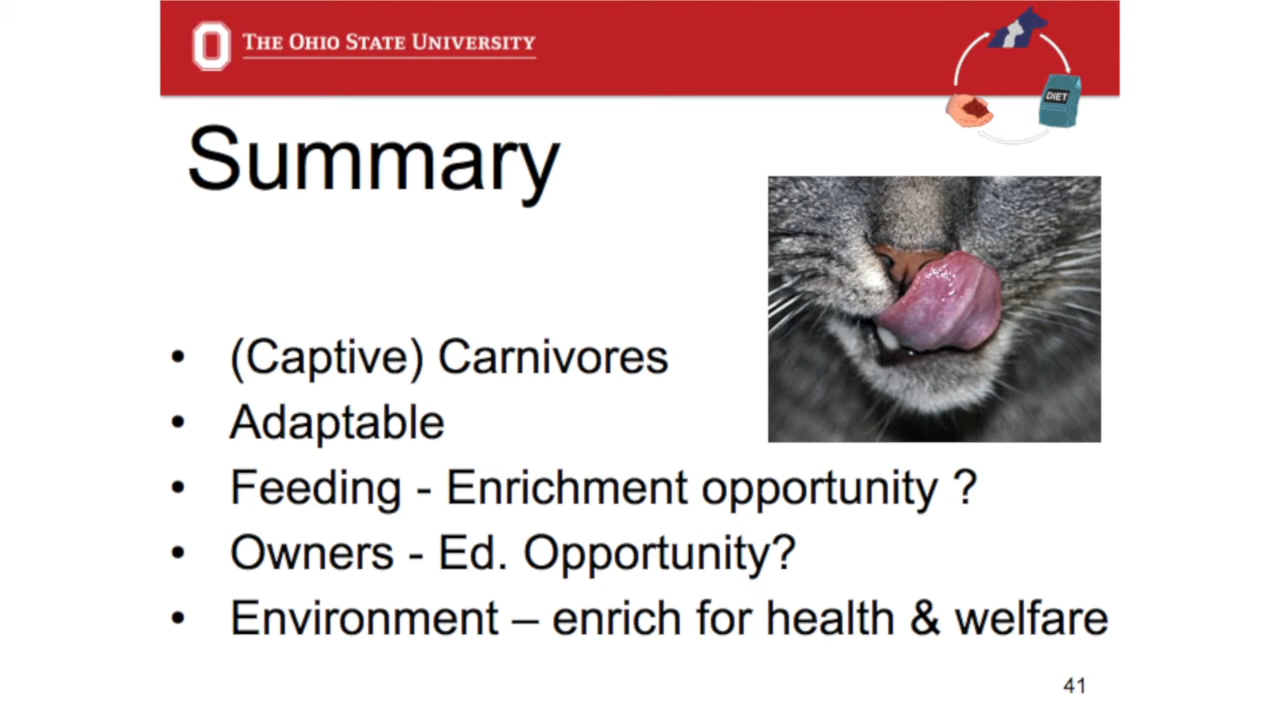 THE OHIO STATE UNIVERSITY
DIET
Summary
• (Captive) Carnivores
• Adaptable
• Feeding - Enrichment opportunity ?
• Owners - Ed. Opportunity?
• Environment – enrich for health & welfare
41